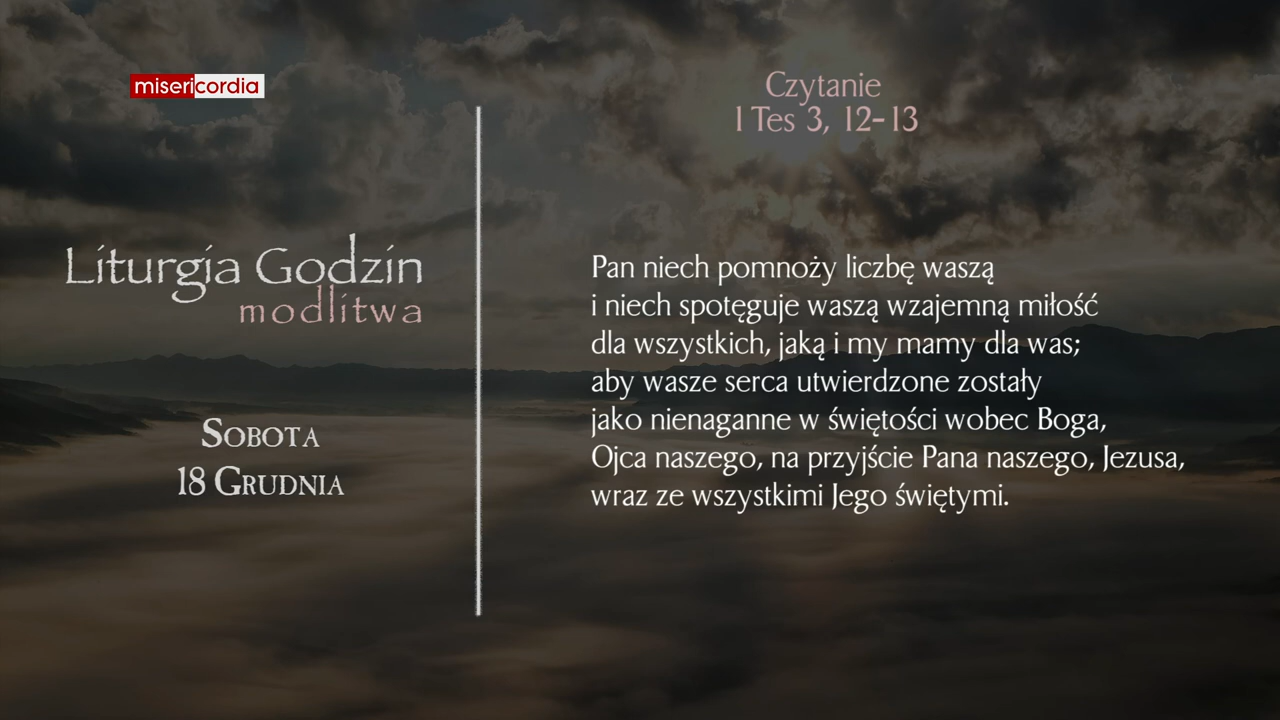 misericordia
Liturgia Godzin
modlitwa
Sobota
18 Grudnia
Czytanie
1 Tes 3, 12-13
Pan niech pomnoży liczbę waszą
i niech spotęguje waszą wzajemną miłość
dla wszystkich, jaką i my mamy dla was;
aby wasze serca utwierdzone zostały
jako nienaganne w świętości wobec Boga,
Ojca naszego, na przyjście Pana naszego, Jezusa,
wraz ze wszystkimi Jego świętymi.